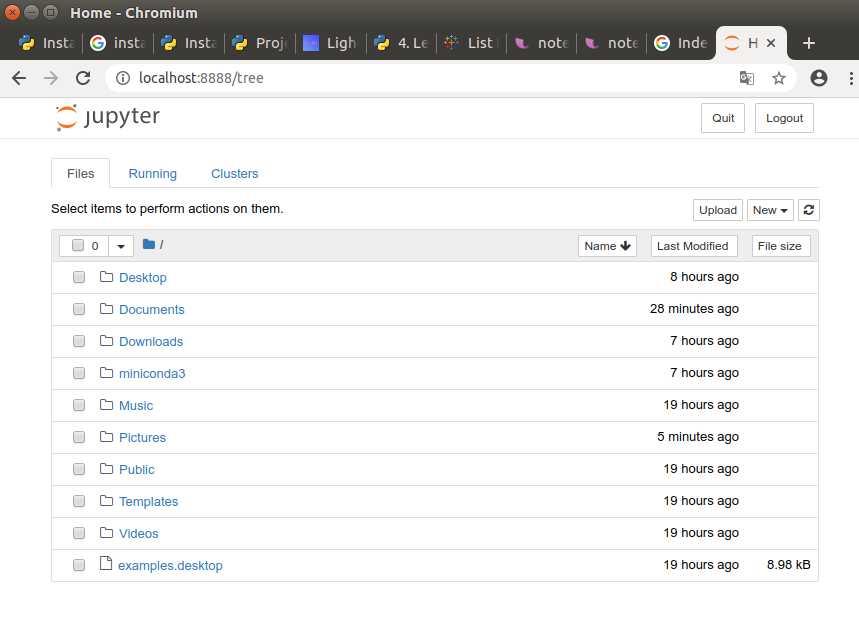 Home - Chromium
Insta insta Insta Proj Ligh 4. Le List note note Inde H
localhost:8888/tree
jupyter Quit Logout
Files Running Clusters
Select items to perform actions on them. Upload New
0 / Name Last Modified File size
Desktop 8 hours ago
Documents 28 minutes ago
Downloads 7 hours ago
miniconda3 7 hours ago
Music 19 hours ago
Pictures 5 minutes ago
Public 19 hours ago
Templates 19 hours ago
Videos 19 hours ago
examples.desktop 19 hours ago 8.98 kB